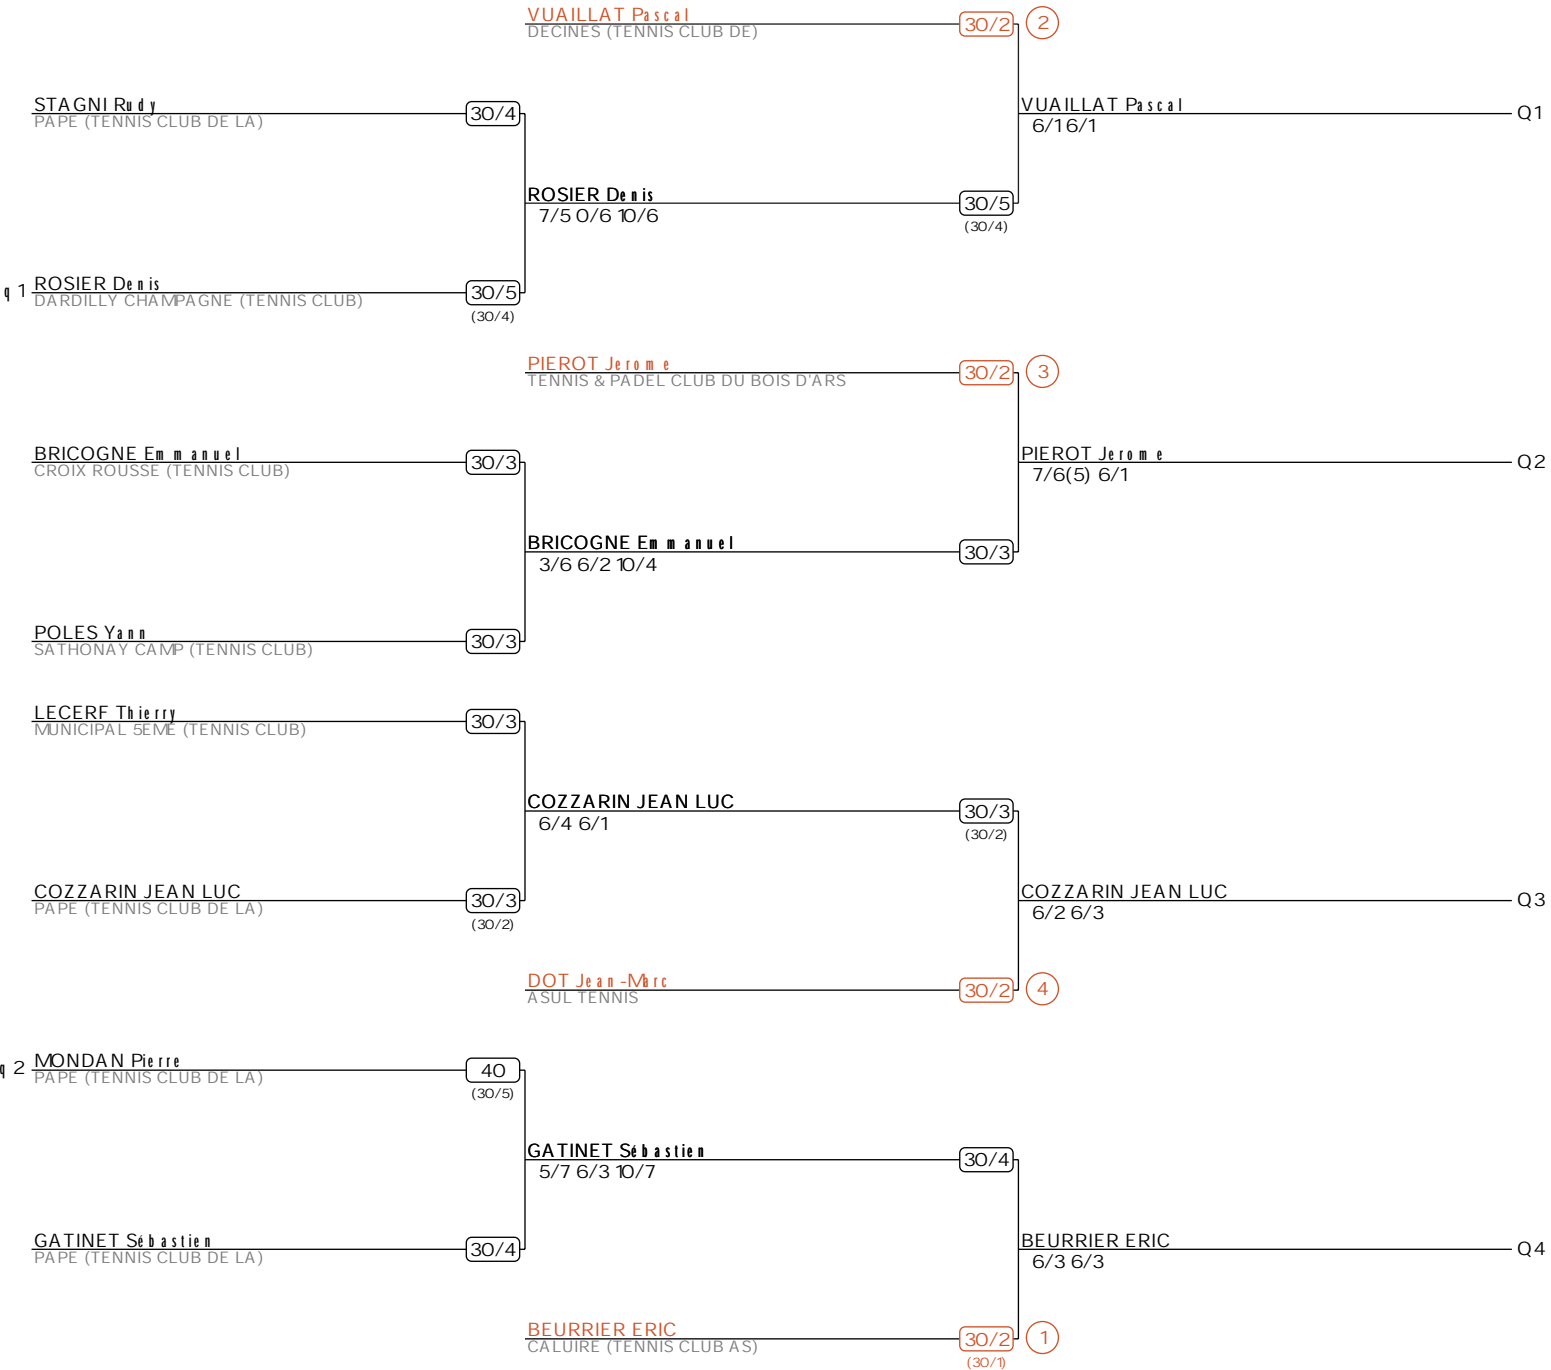 VUAILLAT Pascal
DECINES (TENNIS CLUB DE)
30/2 2
STAGNI Rudy
PAPE (TENNIS CLUB DE LA)
30/4
VUAILLAT Pascal
6/1 6/1
Q1
ROSIER Denis
7/5 0/6 10/6
30/5
(30/4)
q 1 ROSIER Denis
DARDILLY CHAMPAGNE (TENNIS CLUB)
30/5
(30/4)
PIEROT Jerome
TENNIS & PADEL CLUB DU BOIS D'ARS
30/2 3
BRICOGNE Emmanuel
CROIX ROUSSE (TENNIS CLUB)
30/3
PIEROT Jerome
7/6(5) 6/1
Q2
BRICOGNE Emmanuel
3/6 6/2 10/4
30/3
POLES Yann
SATHONAY CAMP (TENNIS CLUB)
30/3
LECERF Thierry
MUNICIPAL 5EME (TENNIS CLUB)
30/3
COZZARIN JEAN LUC
6/4 6/1
30/3
(30/2)
COZZARIN JEAN LUC
PAPE (TENNIS CLUB DE LA)
30/3
(30/2)
COZZARIN JEAN LUC
6/2 6/3
Q3
DOT Jean-Marc
ASUL TENNIS
30/2 4
q 2 MONDAN Pierre
PAPE (TENNIS CLUB DE LA)
40
(30/5)
GATINET Sébastien
5/7 6/3 10/7
30/4
GATINET Sébastien
PAPE (TENNIS CLUB DE LA)
30/4
BEURRIER ERIC
6/3 6/3
Q4
BEURRIER ERIC
CALUIRE (TENNIS CLUB AS)
30/2 1
(30/1)